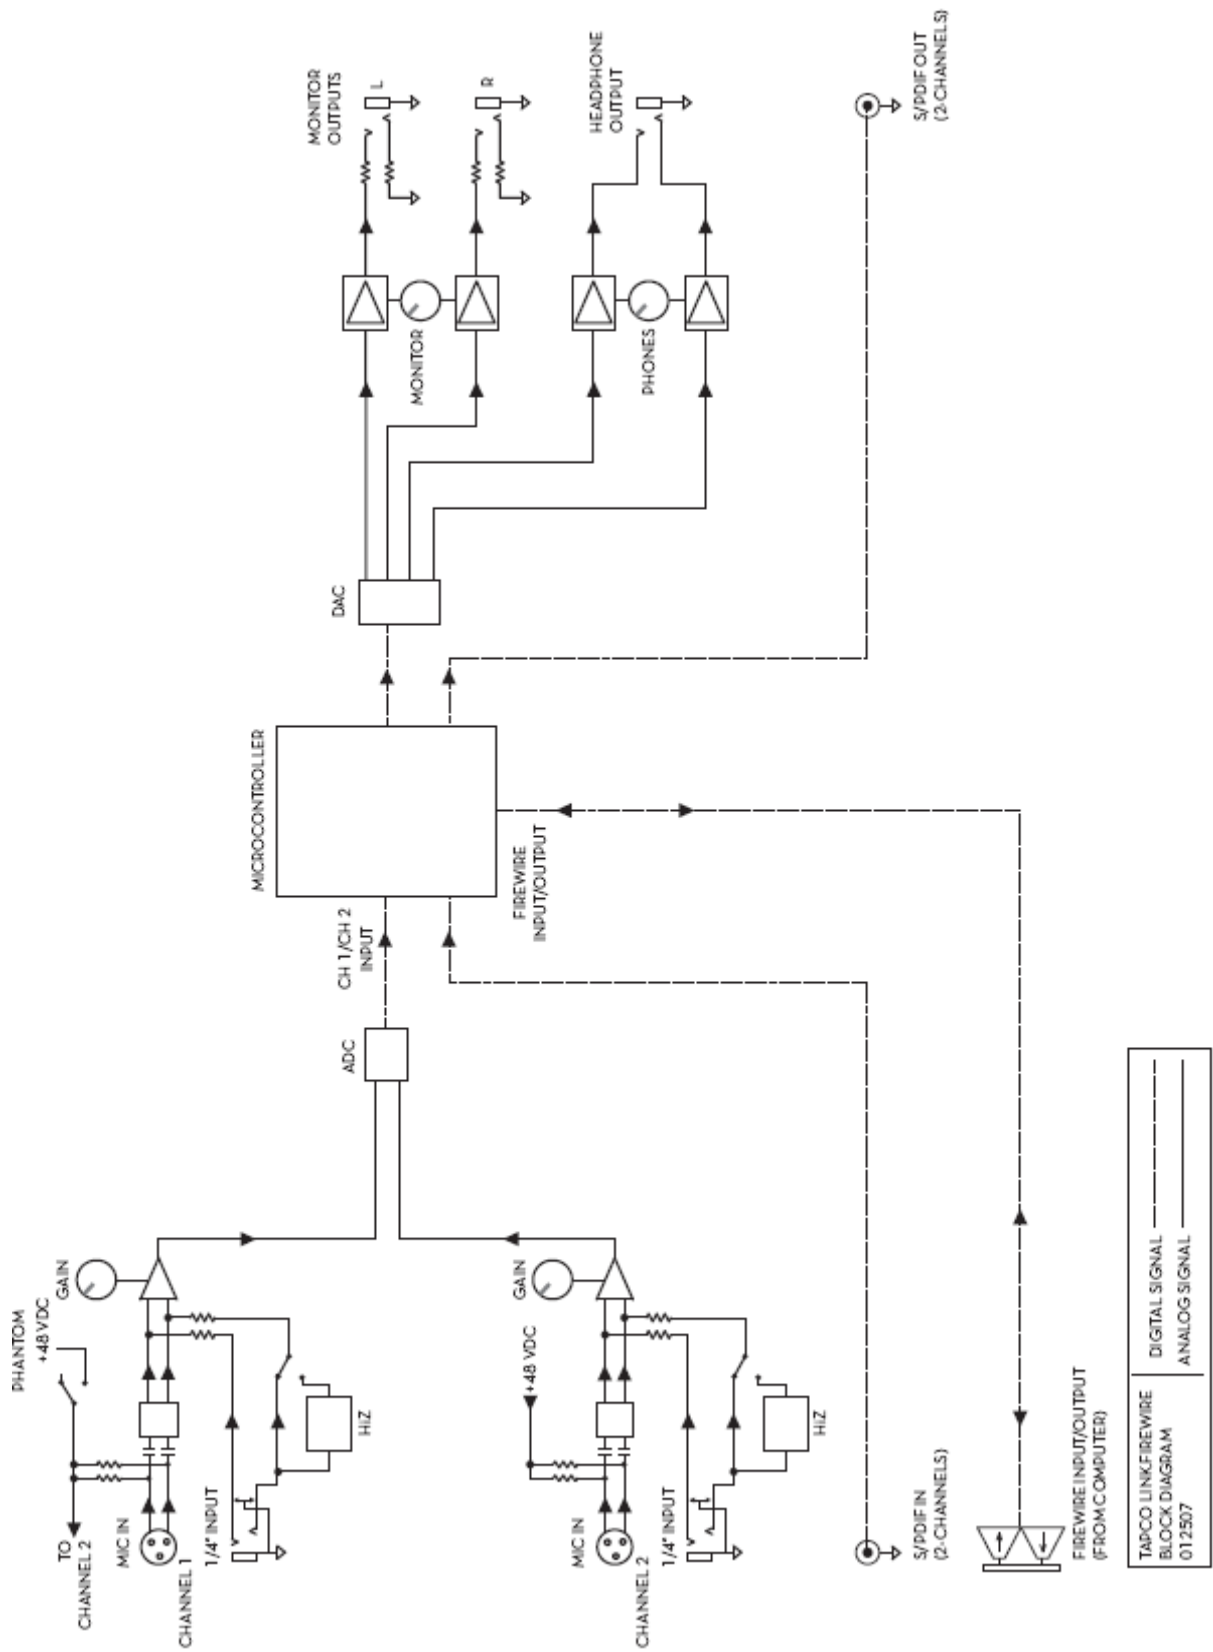 PHANTOM
+48 VDC
TO
CHANNEL 2
MIC IN
CHANNEL 1
GAIN
1/4" INPUT
HiZ
+48 VDC
MIC IN
CHANNEL 2
GAIN
1/4" INPUT
HiZ
ADC
CH 1/CH 2
INPUT
MICROCONTROLLER
FIREWIRE
INPUT/OUTPUT
DAC
MONITOR
MONITOR
OUTPUTS
L
R
PHONES
HEADPHONE
OUTPUT
S/PDIF IN
(2-CHANNELS)
S/PDIF OUT
(2-CHANNELS)
FIREWIRE INPUT/OUTPUT
(FROM COMPUTER)
TAPCO LINK.FIREWIRE
BLOCK DIAGRAM
012507
DIGITAL SIGNAL
ANALOG SIGNAL